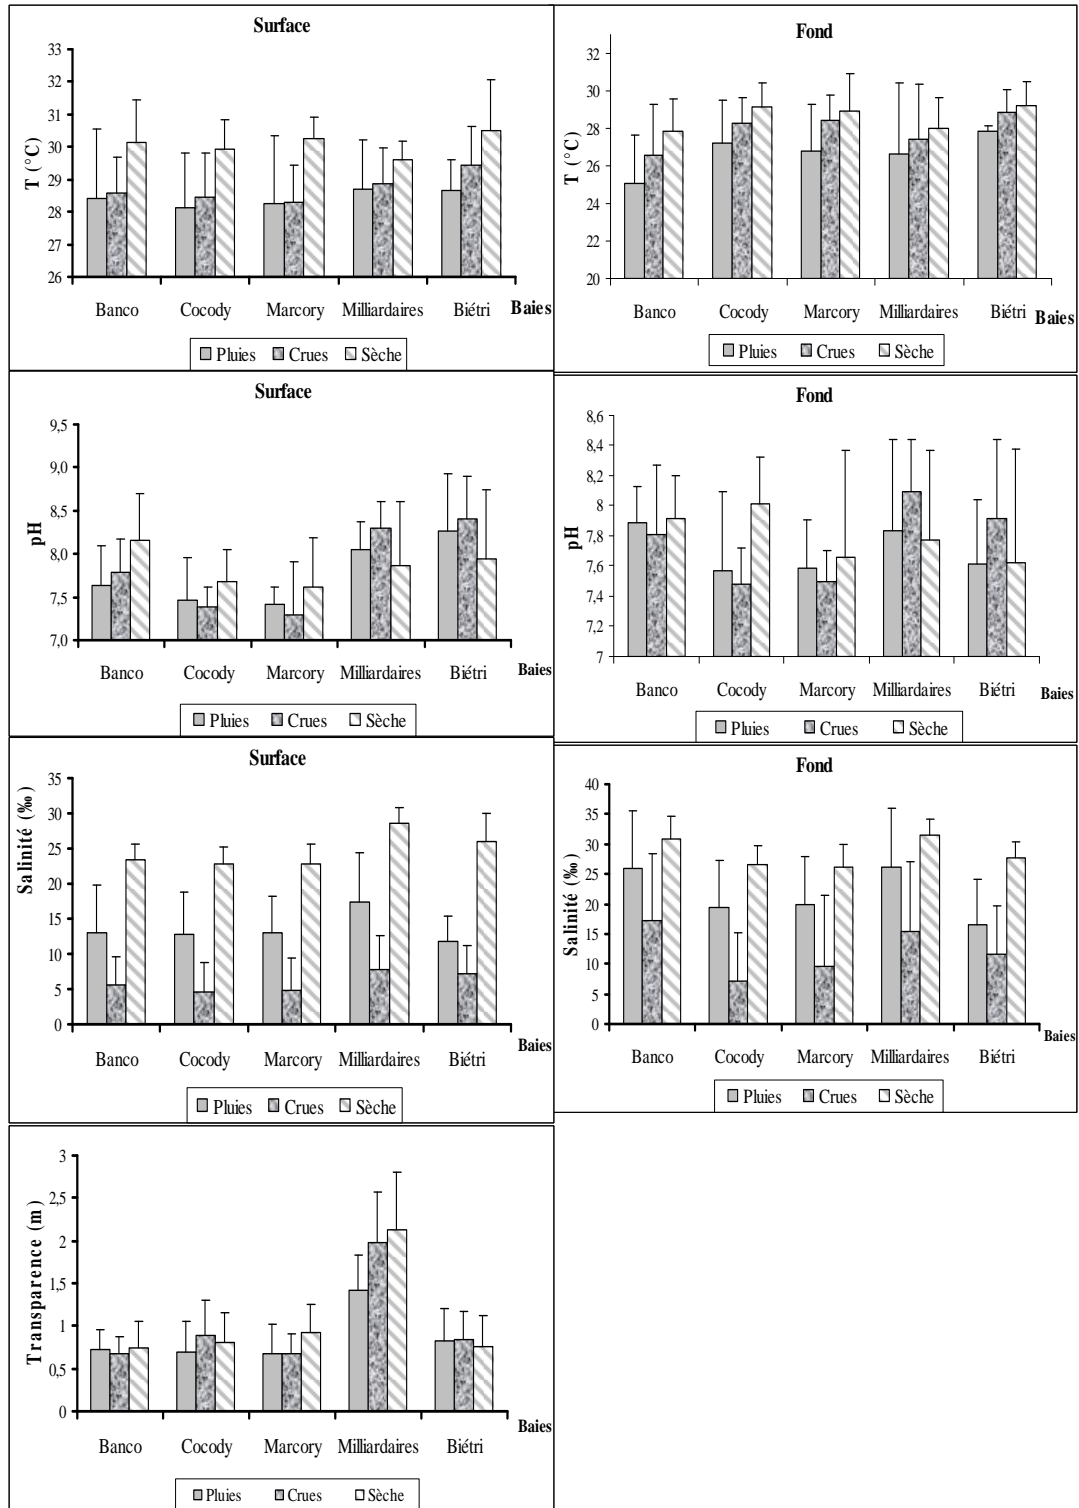 Surface
T (°C)
33
32
31
30
29
28
27
26
Banco Cocody Marcory Milliardaires Biétri Baies
Pluies Crues Sèche
Fond
T (°C)
32
30
28
26
24
22
20
Banco Cocody Marcory Milliardaires Biétri Baies
Pluies Crues Sèche
Surface
pH
9,5
9,0
8,5
8,0
7,5
7,0
Banco Cocody Marcory Milliardaires Biétri Baies
Pluies Crues Sèche
Fond
pH
8,6
8,4
8,2
8
7,8
7,6
7,4
7,2
7
Banco Cocody Marcory Milliardaires Biétri Baies
Pluies Crues Sèche
Surface
Salinité (‰)
35
30
25
20
15
10
5
0
Banco Cocody Marcory Milliardaires Biétri Baies
Pluies Crues Sèche
Fond
Salinité (‰)
40
35
30
25
20
15
10
5
0
Banco Cocody Marcory Milliardaires Biétri Baies
Pluies Crues Sèche
Transparence (m)
3
2,5
2
1,5
1
0,5
0
Banco Cocody Marcory Milliardaires Biétri Baies
Pluies Crues Sèche